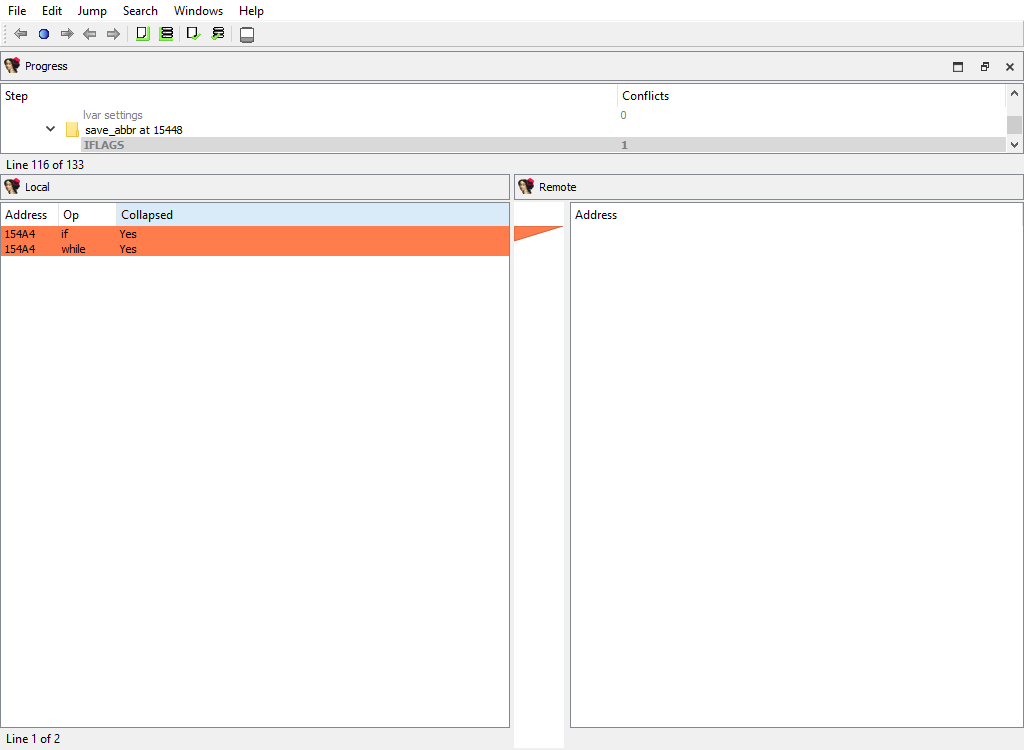 File Edit Jump Search Windows Help
Progress
Step Conflicts
lvar settings 0
save_abbr at 15448
IFLAGS 1
Line 116 of 133
Local Remote
Address Op Collapsed Address
154A4 if Yes
154A4 while Yes
Line 1 of 2